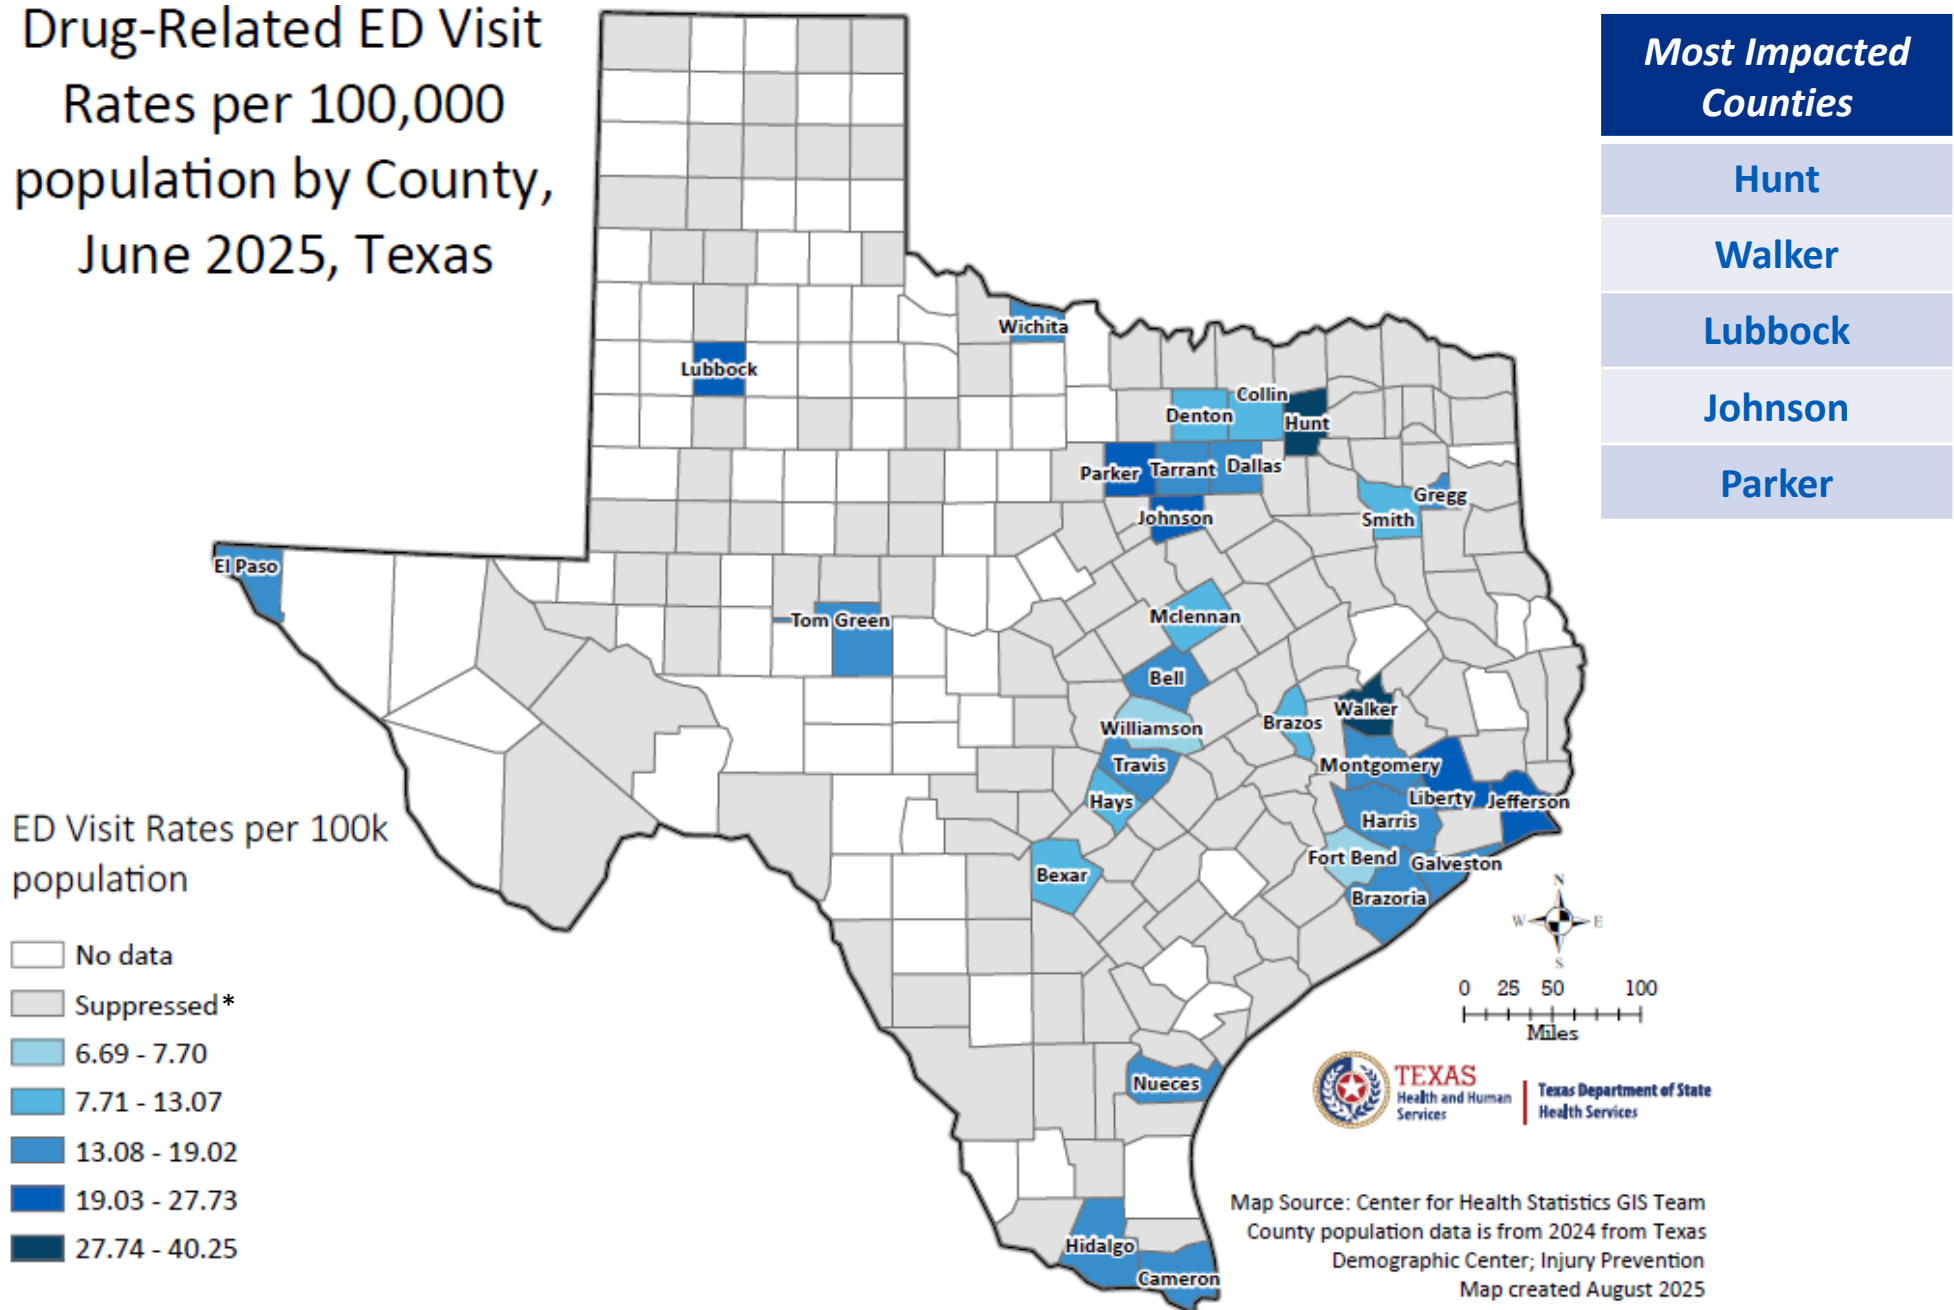 Drug-Related ED Visit
Rates per 100,000
population by County,
June 2025, Texas
Most Impacted
Counties
Hunt
Walker
Lubbock
Johnson
Parker
Wichita
Lubbock
Collin
Denton
Hunt
Parker
Tarrant
Dallas
Gregg
Smith
Johnson
El Paso
Tom Green
Mclennan
Bell
Walker
Brazos
Williamson
Travis
Montgomery
Hays
Liberty
Jefferson
Harris
Fort Bend
Galveston
Bexar
Brazoria
Nueces
Hidalgo
Cameron
ED Visit Rates per 100k
population
No data
Suppressed*
6.69 - 7.70
7.71 - 13.07
13.08 - 19.02
19.03 - 27.73
27.74 - 40.25
N
W E
S
0 25 50 100
Miles
TEXAS
Health and Human
Services
Texas Department of State
Health Services
Map Source: Center for Health Statistics GIS Team
County population data is from 2024 from Texas
Demographic Center; Injury Prevention
Map created August 2025